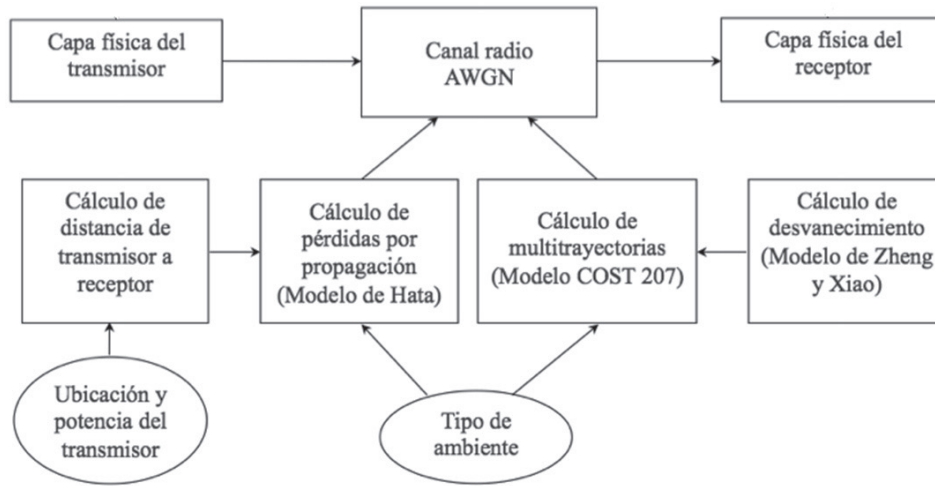 Capa física del
transmisor
Canal radio
AWGN
Capa física del
receptor
Cálculo de
distancia de
transmisor a
receptor
Cálculo de
pérdidas por
propagación
(Modelo de Hata)
Cálculo de
multitrayectorias
(Modelo COST 207)
Cálculo de
desvanecimiento
(Modelo de Zheng
y Xiao)
Ubicación y
potencia del
transmisor
Tipo de
ambiente